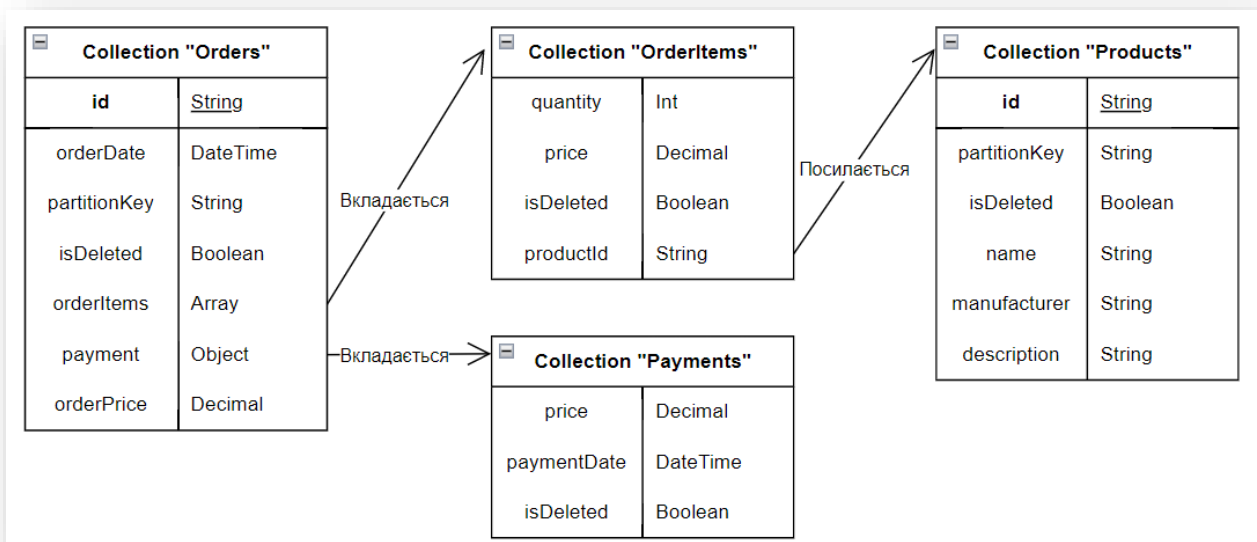 Collection "Orders"
id String
orderDate DateTime
partitionKey String
isDeleted Boolean
orderItems Array
payment Object
orderPrice Decimal
Вкладається
Вкладається
Collection "OrderItems"
quantity Int
price Decimal
isDeleted Boolean
productId String
Посилається
Collection "Payments"
price Decimal
paymentDate DateTime
isDeleted Boolean
Collection "Products"
id String
partitionKey String
isDeleted Boolean
name String
manufacturer String
description String